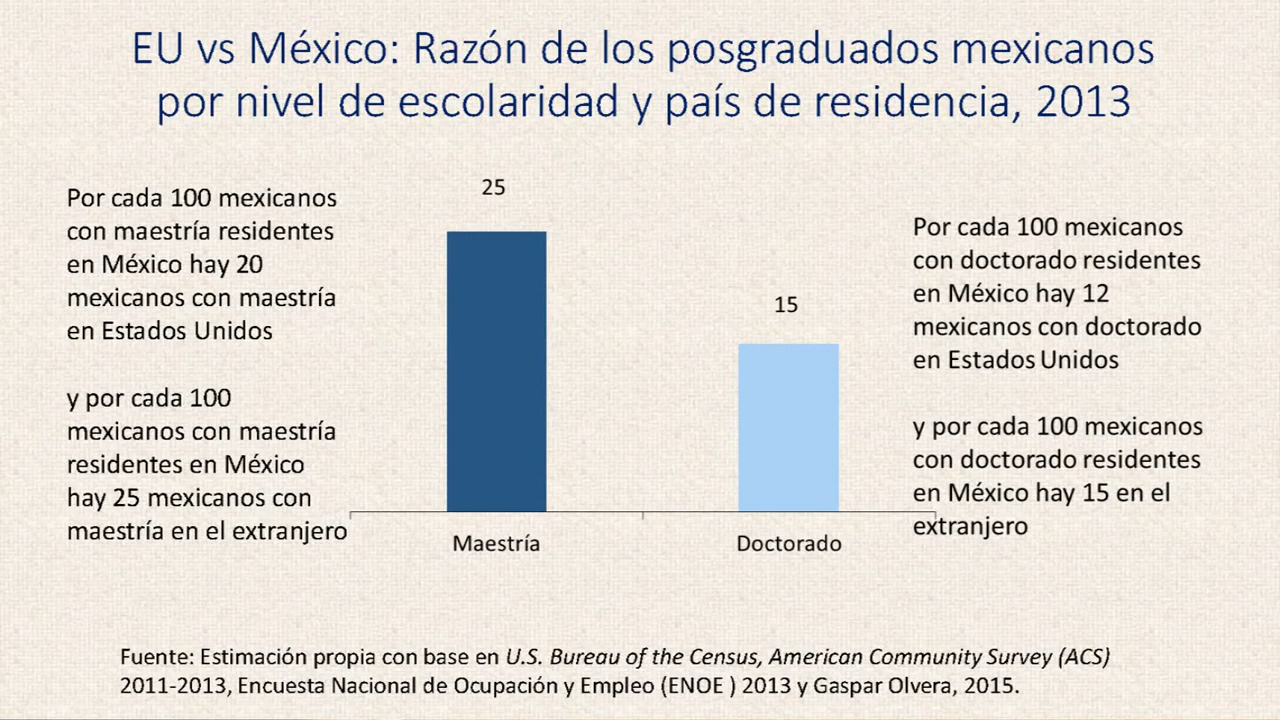 EU vs México: Razón de los posgraduados mexicanos
por nivel de escolaridad y país de residencia, 2013
Por cada 100 mexicanos
con maestría residentes
en México hay 20
mexicanos con maestría
en Estados Unidos
y por cada 100
mexicanos con maestría
residentes en México
hay 25 mexicanos con
maestría en el extranjero
25
15
Maestría
Doctorado
Por cada 100 mexicanos
con doctorado residentes
en México hay 12
mexicanos con doctorado
en Estados Unidos
y por cada 100 mexicanos
con doctorado residentes
en México hay 15 en el
extranjero
Fuente: Estimación propia con base en U.S. Bureau of the Census, American Community Survey (ACS)
2011-2013, Encuesta Nacional de Ocupación y Empleo (ENOE ) 2013 y Gaspar Olvera, 2015.